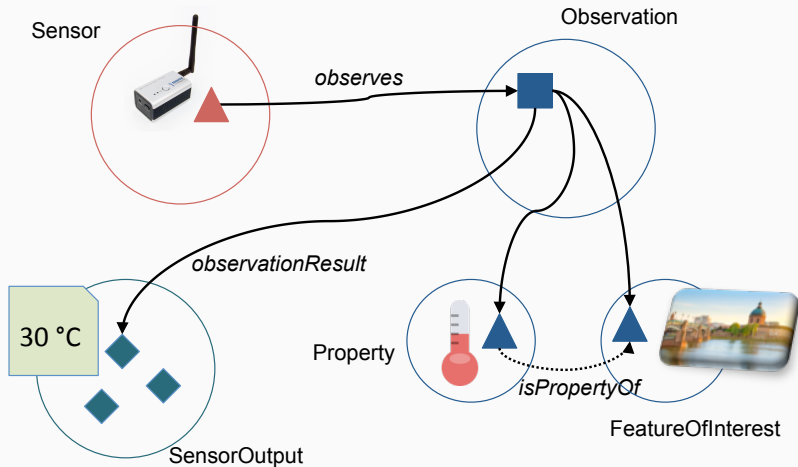 Observation
Sensor
observes
observationResult
30 °C
Property
isPropertyOf
FeatureOfInterest
SensorOutput